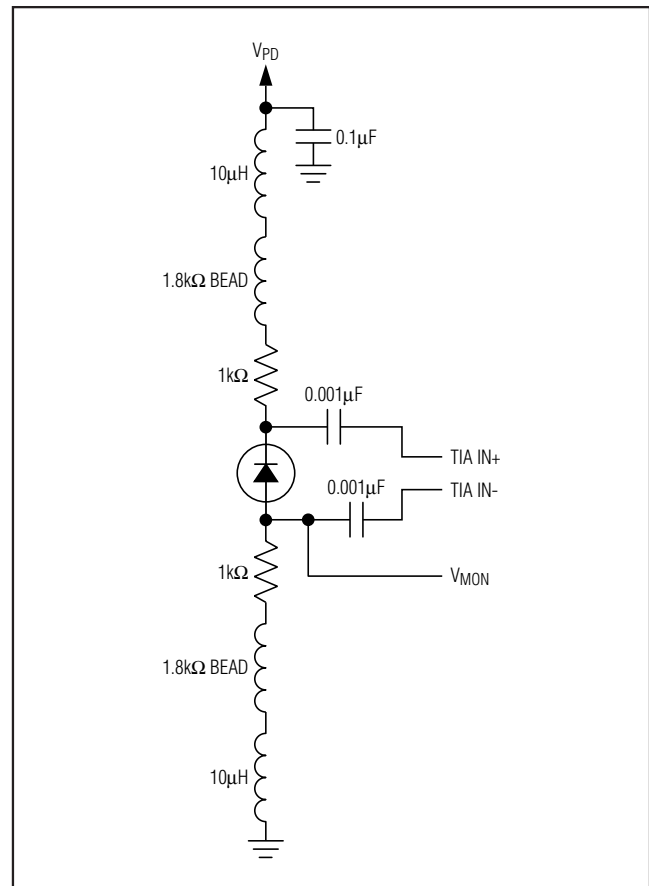 VPD
0.1μF
10μH
1.8kΩ BEAD
1kΩ
0.001μF
TIA IN+
TIA IN-
0.001μF
1kΩ
VMON
1.8kΩ BEAD
10μH